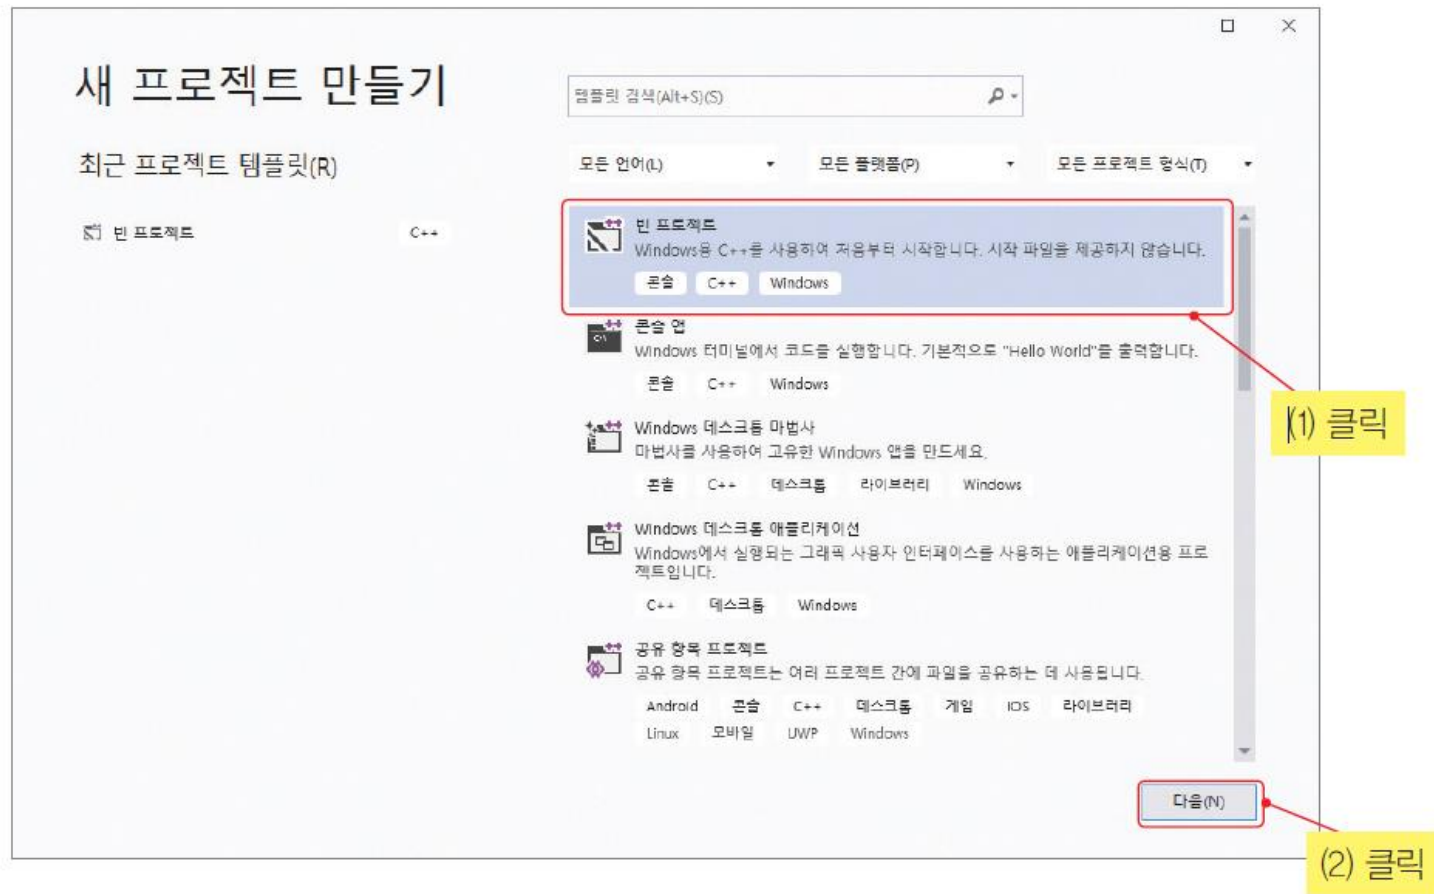 새 프로젝트 만들기
템플릿 검색(Alt+S)(S)
최근 프로젝트 템플릿(R)
모든 언어(L) 모든 플랫폼(P) 모든 프로젝트 형식(T)
빈 프로젝트 C++
빈 프로젝트
Windows용 C++를 사용하여 처음부터 시작합니다. 시작 파일을 제공하지 않습니다.
콘솔 C++ Windows
콘솔 앱
Windows 터미널에서 코드를 실행합니다. 기본적으로 "Hello World"를 출력합니다.
콘솔 C++ Windows
(1) 클릭
Windows 데스크톱 마법사
마법사를 사용하여 고유한 Windows 앱을 만드세요.
콘솔 C++ 데스크톱 라이브러리 Windows
Windows 데스크톱 애플리케이션
Windows에서 실행되는 그래픽 사용자 인터페이스를 사용하는 애플리케이션용 프로
젝트입니다.
C++ 데스크톱 Windows
공유 항목 프로젝트
공유 항목 프로젝트는 여러 프로젝트 간에 파일을 공유하는 데 사용됩니다.
Android 콘솔 C++ 데스크톱 게임 IOS 라이브러리
Linux 모바일 UWP Windows
다음(N)
(2) 클릭